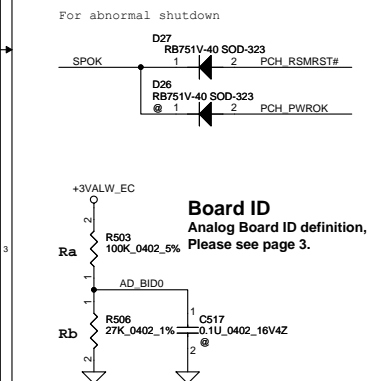 For abnormal shutdown
D27
RB751V-40 SOD-323
SPOK 1 2 PCH_RSMRST#
D26
RB751V-40 SOD-323
@ 1 2 PCH_PWROK
+3VALW_EC
Board ID
Analog Board ID definition,
Please see page 3.
2
R503
Ra 100K_0402_5%
3
1
AD_BID0
1 1
R506 C517
Rb 27K_0402_1% 0.1U_0402_16V4Z
@
2 2